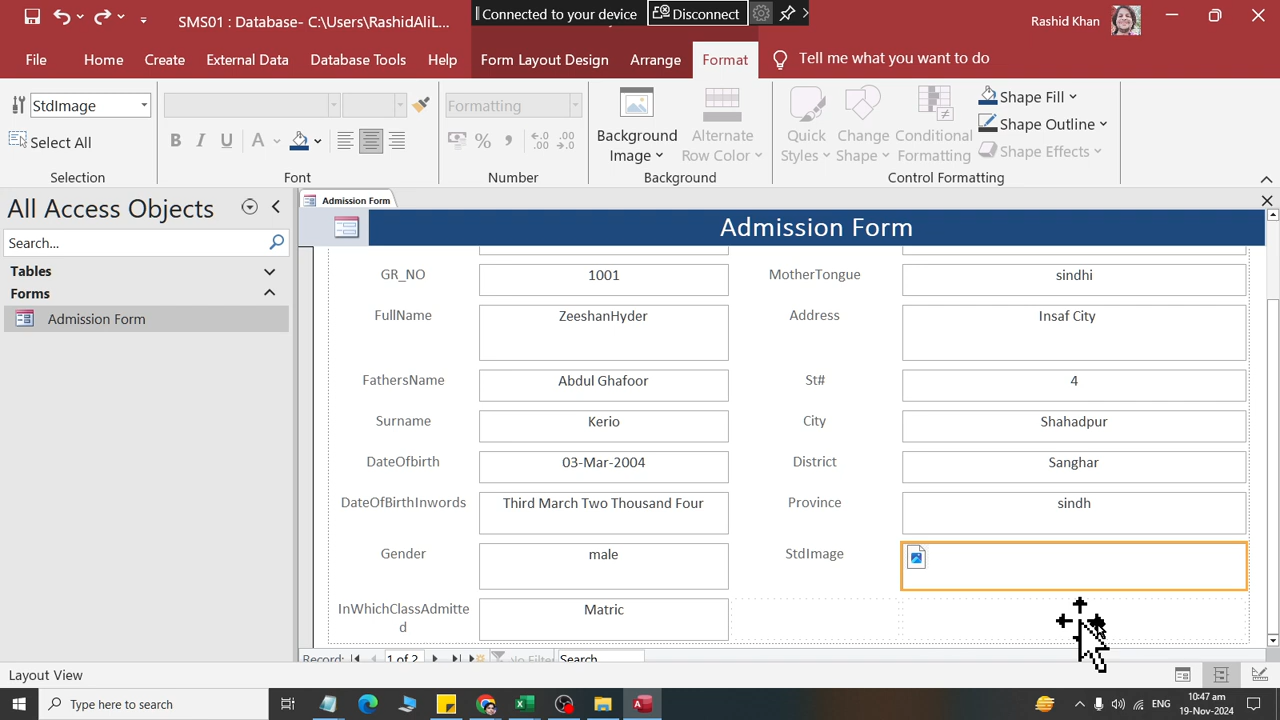 SMS01 : Database- C:\Users\RashidAliL...
Connected to your device
Disconnect
Rashid Khan
File
Home
Create
External Data
Database Tools
Help
Form Layout Design
Arrange
Format
Tell me what you want to do
StdImage
Select All
Selection
B I U A
Font
Formatting
%
Number
Background
Image
Alternate
Row Color
Background
Quick
Styles
Change
Shape
Conditional
Formatting
Shape Fill
Shape Outline
Shape Effects
Control Formatting
All Access Objects
Search...
Tables
Forms
Admission Form
Admission Form
Admission Form
GR_NO
1001
MotherTongue
sindhi
FullName
ZeeshanHyder
Address
Insaf City
FathersName
Abdul Ghafoor
St#
4
Surname
Kerio
City
Shahadpur
DateOfbirth
03-Mar-2004
District
Sanghar
DateOfBirthInwords
Third March Two Thousand Four
Province
sindh
Gender
male
StdImage
InWhichClassAdmitte
d
Matric
Record:
1 of 2
No Filter
Search
Layout View
Type here to search
ENG
10:47 am
19-Nov-2024